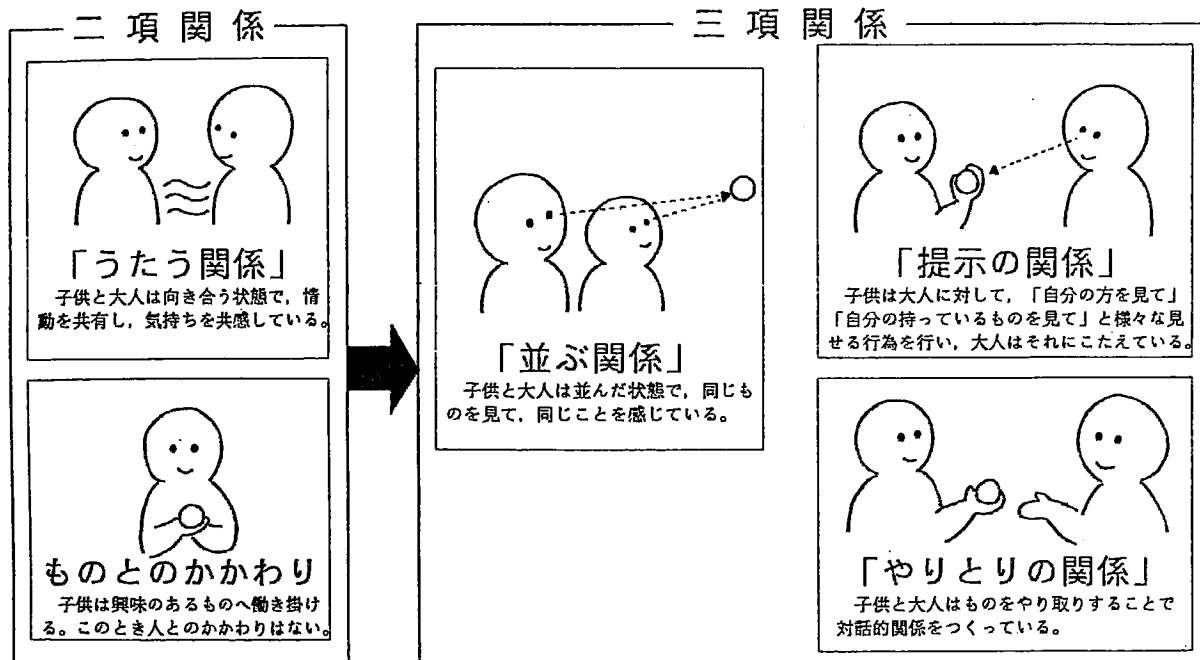 二項関係
「うたう関係」
子供と大人は向き合う状態で，情
動を共有し，気持ちを共感している。
ものとのかかわり
子供は興味のあるものへ働き掛け
る。このとき人とのかかわりはない。
三項関係
「並ぶ関係」
子供と大人は並んだ状態で，同じも
のを見て，同じことを感じている。
「提示の関係」
子供は大人に対して，「自分の方を見て」
「自分の持っているものを見て」と様々な見
せる行為を行い，大人はそれにこたえている。
「やりとりの関係」
子供と大人はものをやり取りすることで
対話的関係をつくっている。